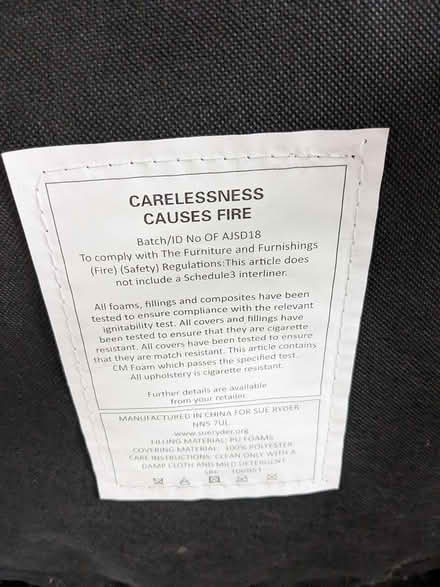 CARELESSNESS
CAUSES FIRE
Batch/ID No OF AJSD18
To comply with The Furniture and Furnishings
(Fire) (Safety) Regulations:This article does
not include a Schedule3 interliner.
All foams, fillings and composites have been
tested to ensure compliance with the relevant
ignitability test. All covers and fillings have
been tested to ensure that they are cigarette
resistant. All covers have been tested to ensure
that they are match resistant. This article contains
CM Foam which passes the specified test.
All upholstery is cigarette resistant.
Further details are available
from your retailer.
MANUFACTURED IN CHINA FOR SUE RYDER
NN5 7UL.
www.sueryder.org
FILLING MATERIAL: PU FOAMS
COVERING MATERIAL: 100% POLYESTER
CARE INSTRUCTIONS: CLEAN ONLY WITH A
DAMP CLOTH AND MILD DETERGENT